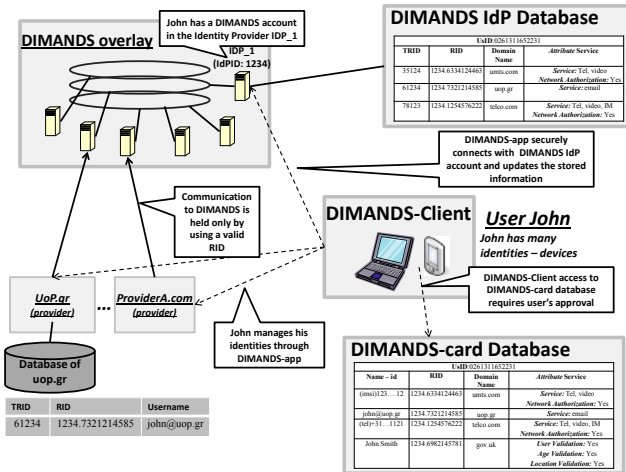 John has a DIMANDS account
in the Identity Provider IDP_1
DIMANDS overlay
IDP_1
(IdPID: 1234)
DIMANDS IdP Database
UsID:0261311652231
TRID RID Domain Name Attribute Service
35124 1234.6334124463 umts.com Service: Tel, video
Network Authorization: Yes
61234 1234.7321214585 uop.gr Service: email
78123 1234.1254576222 telco.com Service: Tel, video, IM
Network Authorization: Yes
DIMANDS-app securely
connects with DIMANDS IdP
account and updates the stored
information
Communication
to DIMANDS is
held only by
using a valid
RID
DIMANDS-Client
User John
John has many
identities – devices
DIMANDS-Client access to
DIMANDS-card database
requires user's approval
UoP.gr
(provider)
...
ProviderA.com
(provider)
John manages his
identities through
DIMANDS-app
Database of
uop.gr
TRID RID Username
61234 1234.7321214585 john@uop.gr
DIMANDS-card Database
UsID:0261311652231
Name – id RID Domain Name Attribute Service
(imsi)123….12 1234.6334124463 umts.com Service: Tel, video
Network Authorization: Yes
john@uop.gr 1234.7321214585 uop.gr Service: email
(tel)+31…1121 1234.1254576222 telco.com Service: Tel, video, IM
Network Authorization: Yes
John Smith 1234.6982145781 gov.uk User Validation: Yes
Age Validation: Yes
Location Validation: Yes